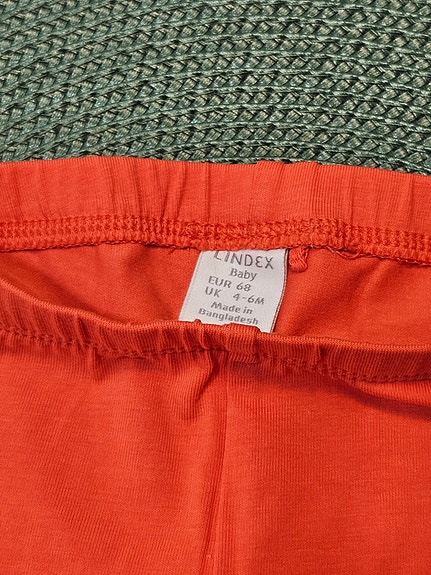 LINDEX
Baby
EUR 68
UK 4-6M
Made in
Bangladesh